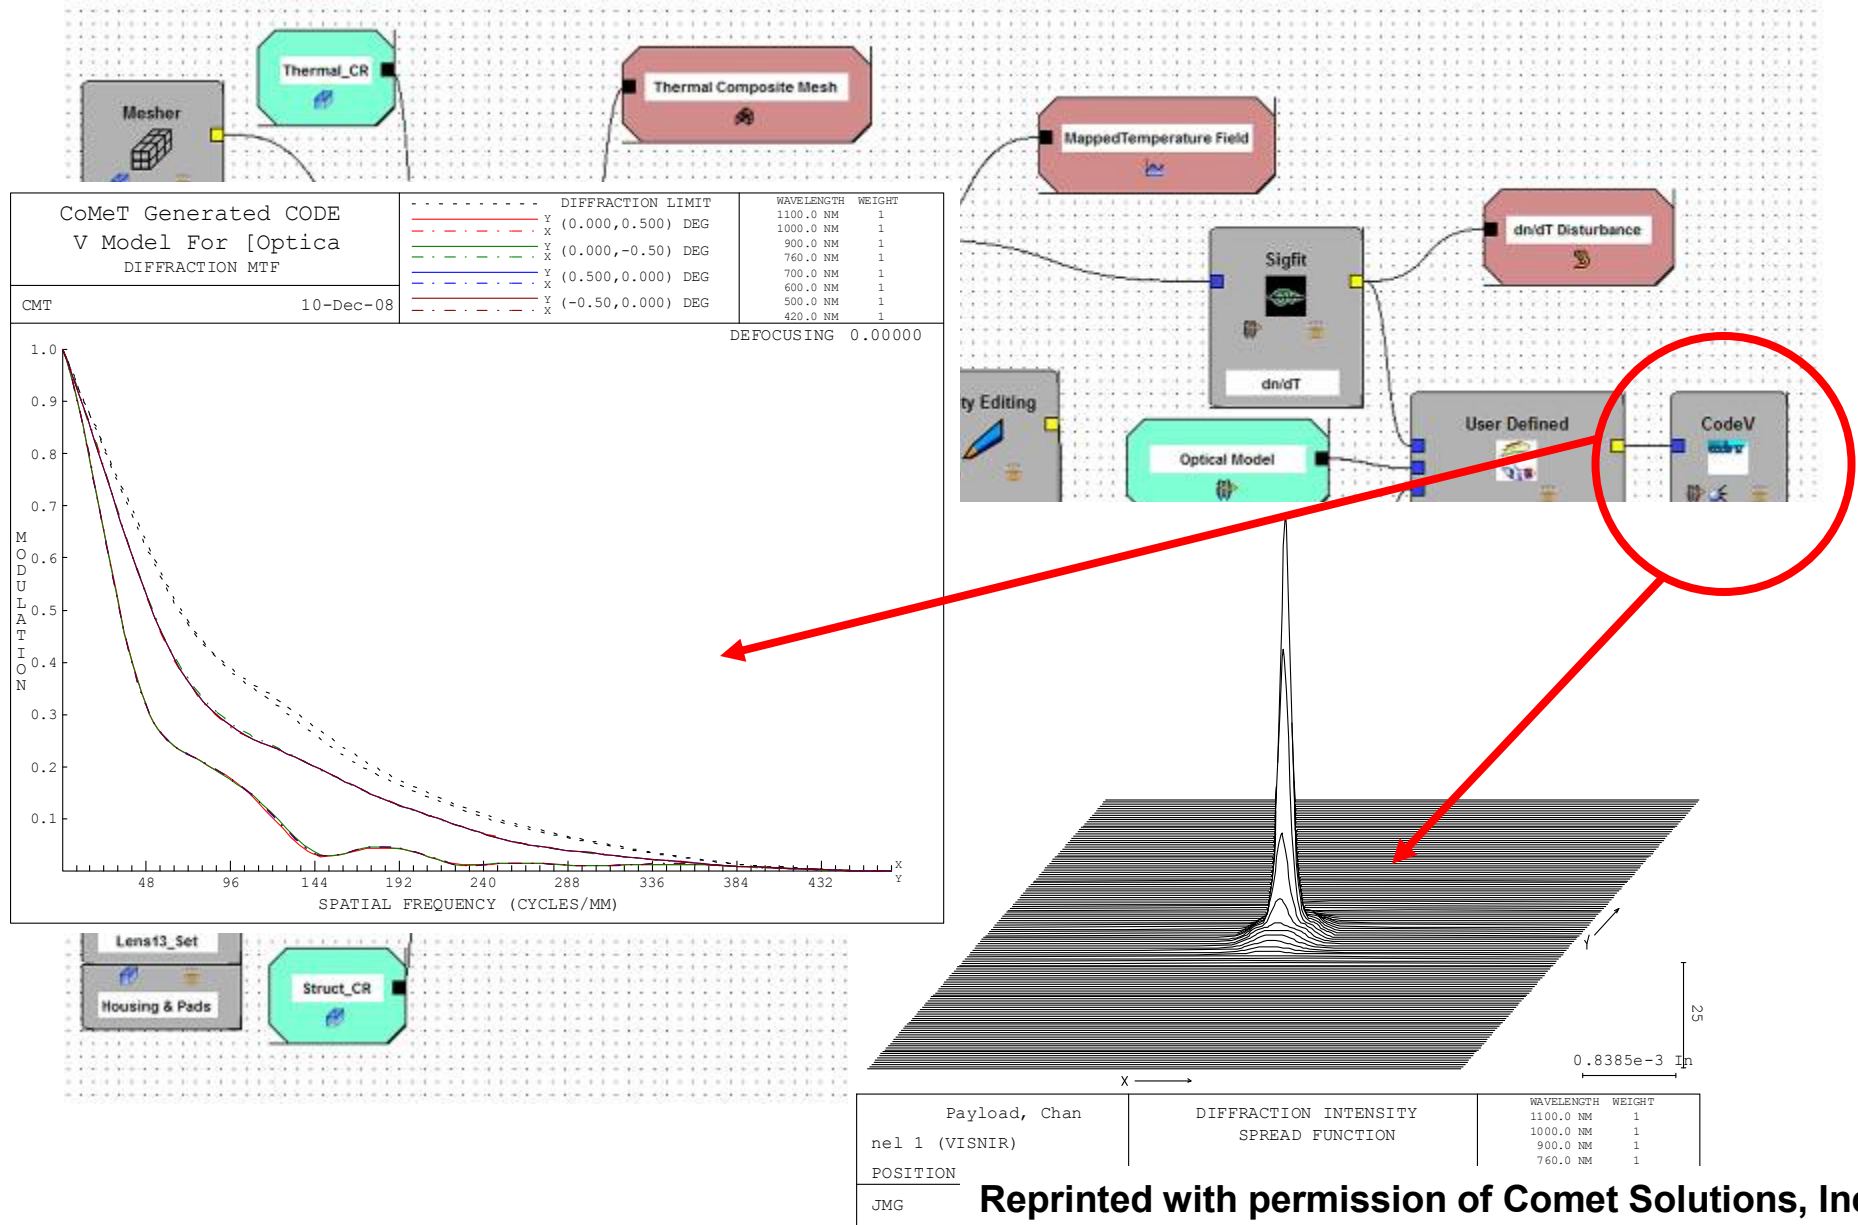 Thermal_CR
Mesher
Thermal Composite Mesh
MappedTemperature Field
dn/dT Disturbance
Sigfit
dn/dT
ty Editing
User Defined
CodeV
Optical Model
CoMeT Generated CODE
V Model For [Optica
DIFFRACTION MTF
CMT 10-Dec-08
DIFFRACTION LIMIT
Y
X (0.000,0.500) DEG
Y
X (0.000,-0.50) DEG
Y
X (0.500,0.000) DEG
Y
X (-0.50,0.000) DEG
WAVELENGTH WEIGHT
1100.0 NM 1
1000.0 NM 1
900.0 NM 1
760.0 NM 1
700.0 NM 1
600.0 NM 1
500.0 NM 1
420.0 NM 1
DEFOCUSING 0.00000
1.0
0.9
0.8
0.7
0.6
0.5
0.4
0.3
0.2
0.1
MODULATION
48 96 144 192 240 288 336 384 432
X
Y
SPATIAL FREQUENCY (CYCLES/MM)
Lens13_Set
Housing & Pads
Struct_CR
Y
25
0.8385e-3 In
X
Payload, Chan
nel 1 (VISNIR)
POSITION
JMG
DIFFRACTION INTENSITY
SPREAD FUNCTION
WAVELENGTH WEIGHT
1100.0 NM 1
1000.0 NM 1
900.0 NM 1
760.0 NM 1
Reprinted with permission of Comet Solutions, Inc